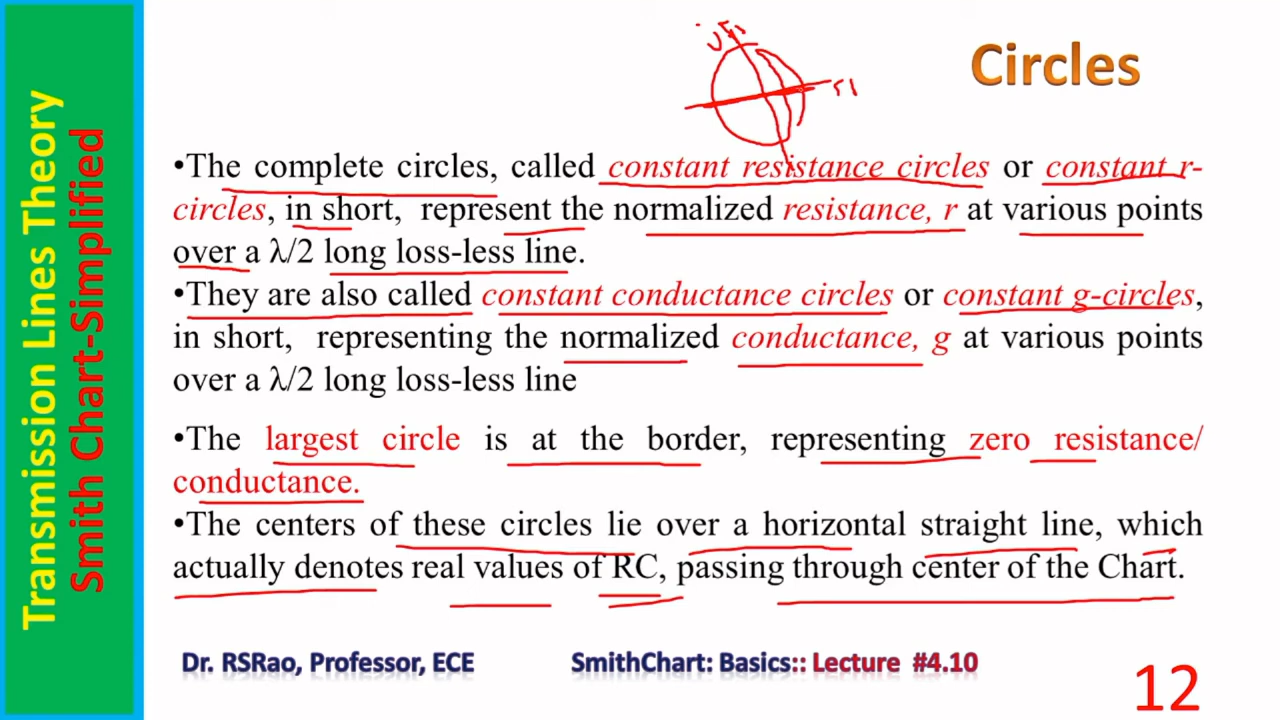 Transmission Lines Theory
Smith Chart-Simplified
Circles
•The complete circles, called constant resistance circles or constant r-
circles, in short, represent the normalized resistance, r at various points
over a λ/2 long loss-less line.
•They are also called constant conductance circles or constant g-circles,
in short, representing the normalized conductance, g at various points
over a λ/2 long loss-less line
•The largest circle is at the border, representing zero resistance/
conductance.
•The centers of these circles lie over a horizontal straight line, which
actually denotes real values of RC, passing through center of the Chart.
Dr. RSRao, Professor, ECE
SmithChart: Basics:: Lecture #4.10
12